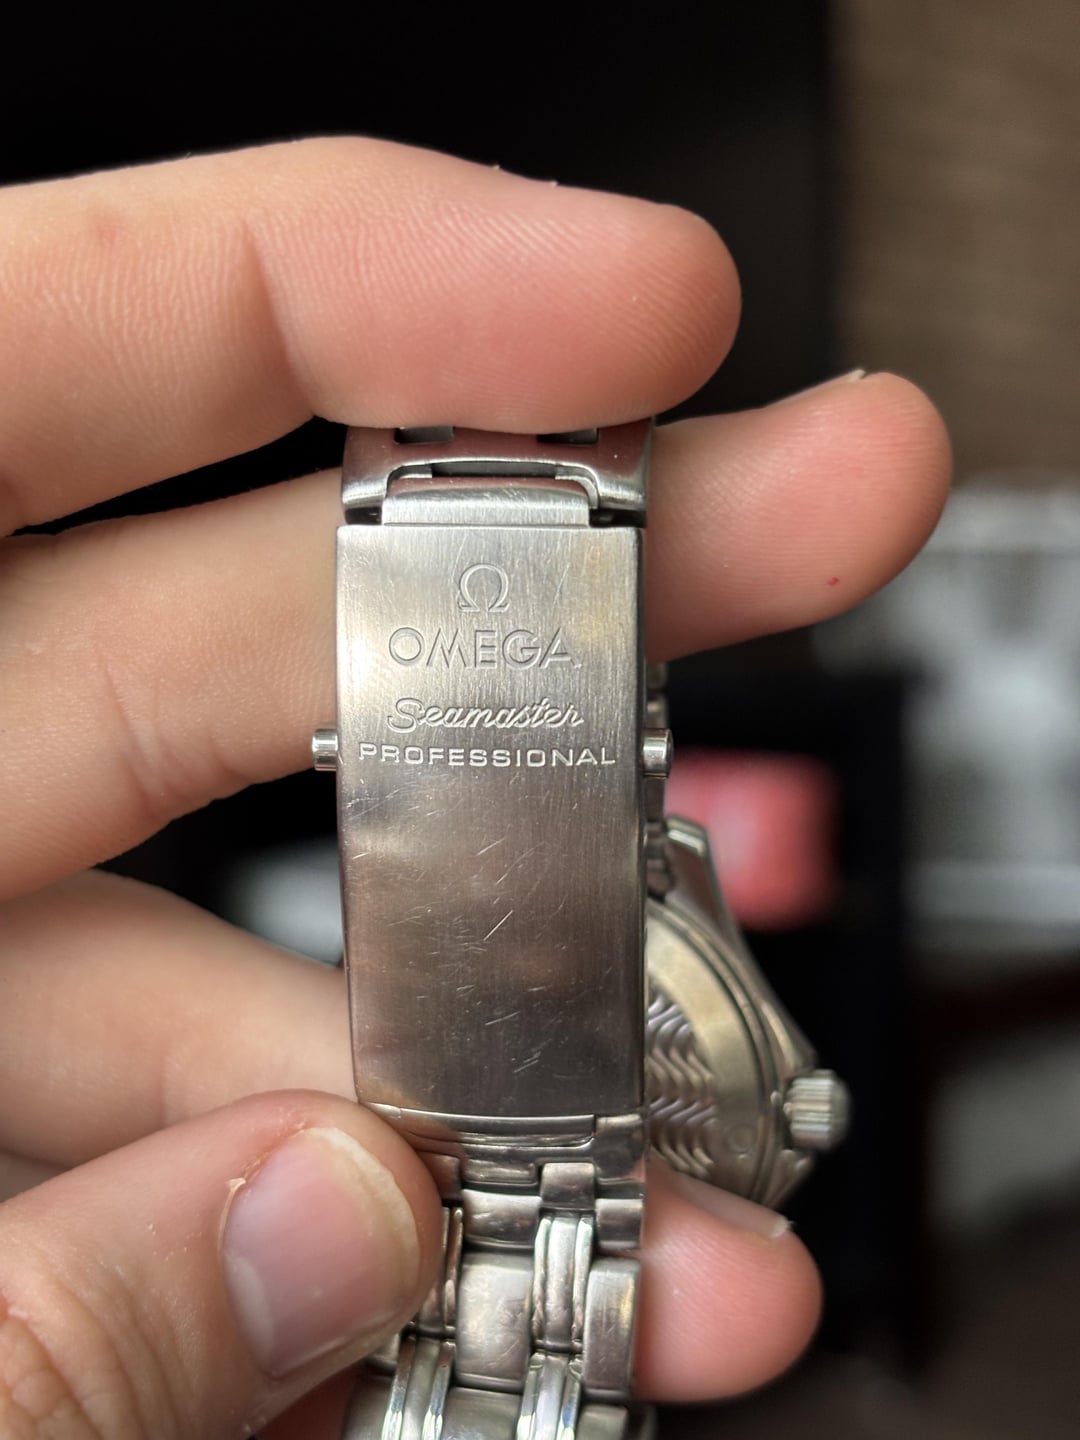 Ω
OMEGA
Seamaster
PROFESSIONAL